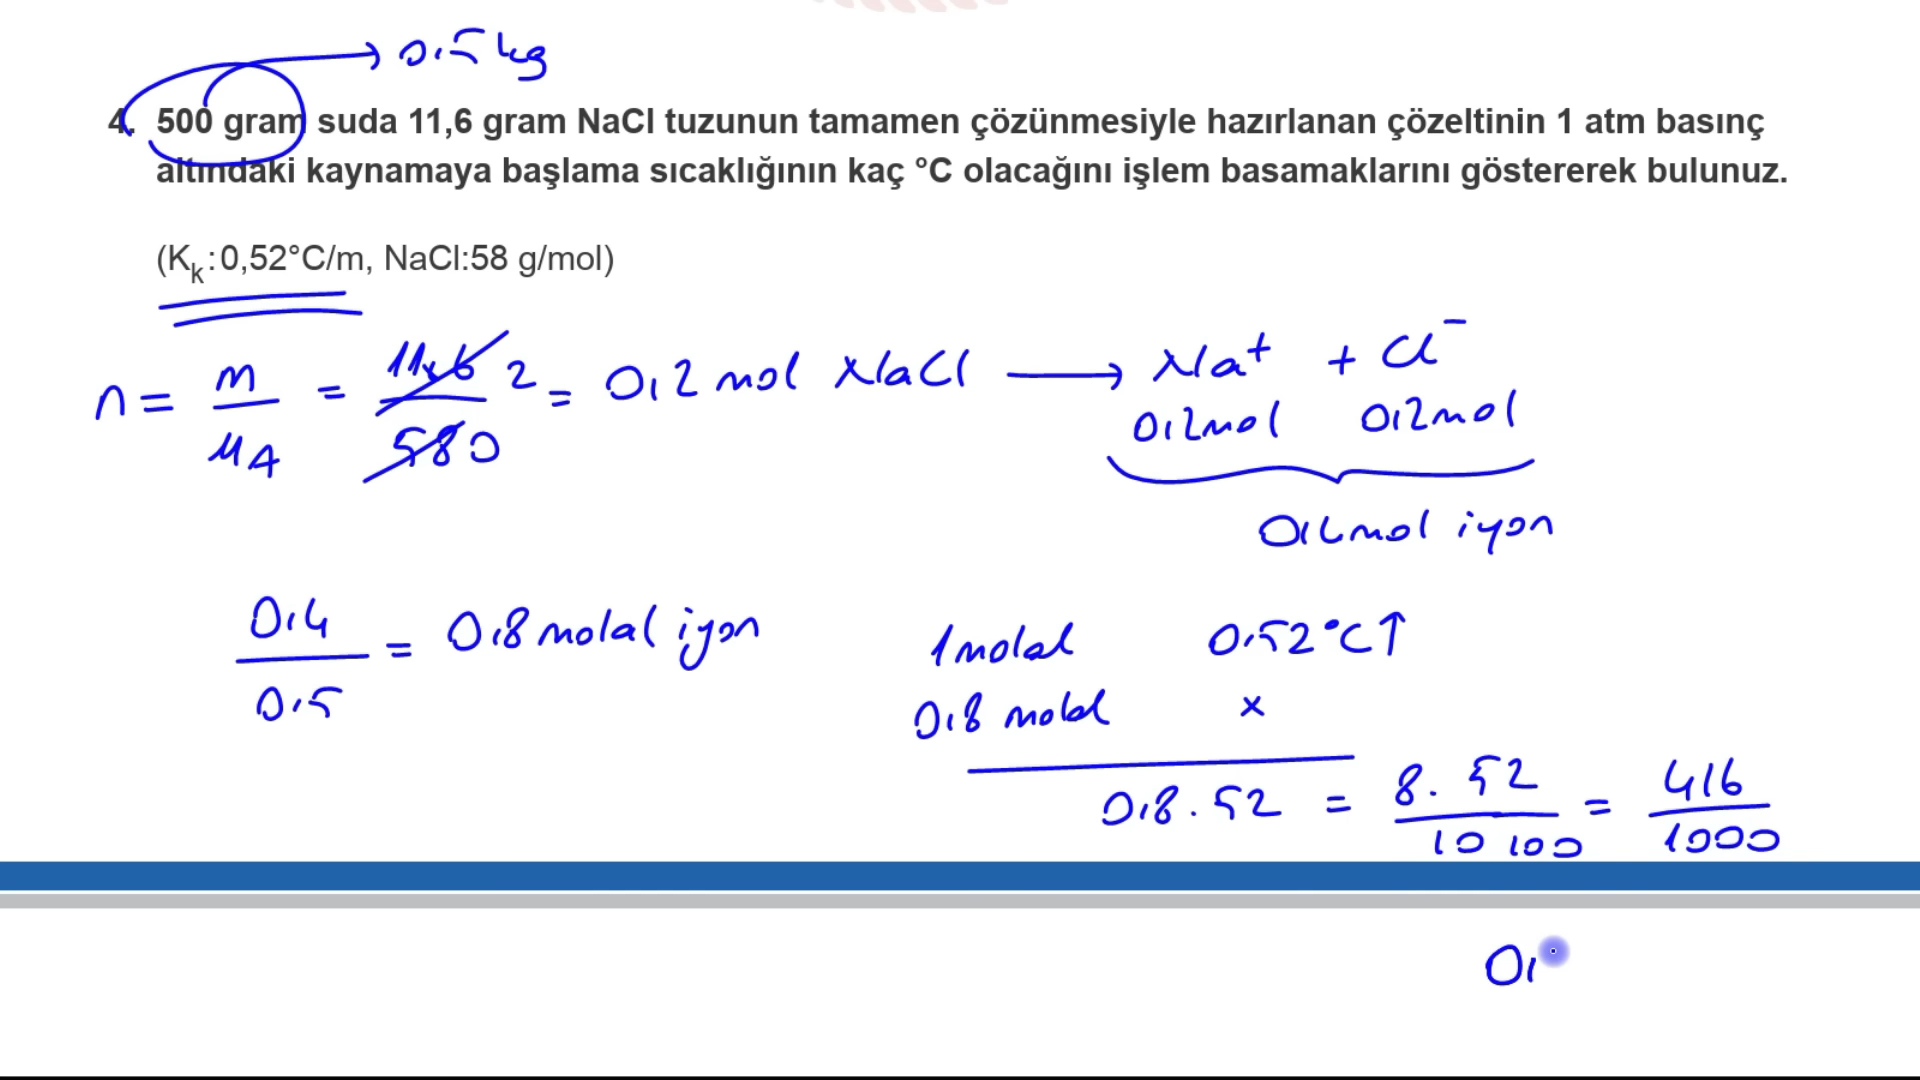 0,5 kg
4. 500 gram suda 11,6 gram NaCl tuzunun tamamen çözünmesiyle hazırlanan çözeltinin 1 atm basınç
altındaki kaynamaya başlama sıcaklığının kaç °C olacağını işlem basamaklarını göstererek bulunuz.
(Kk:0,52°C/m, NaCl:58 g/mol)
n = m / MA = 11,6 / 580 2 = 0,2 mol NaCl → Na+ + Cl-
0,2mol 0,2mol
0,4mol iyon
0,4 / 0,5 = 0,8 molal iyon
1 molal 0,52°C↑
0,8 molal x
0,8 . 52 = 8 . 52 / 10 100 = 416 / 1000
0,